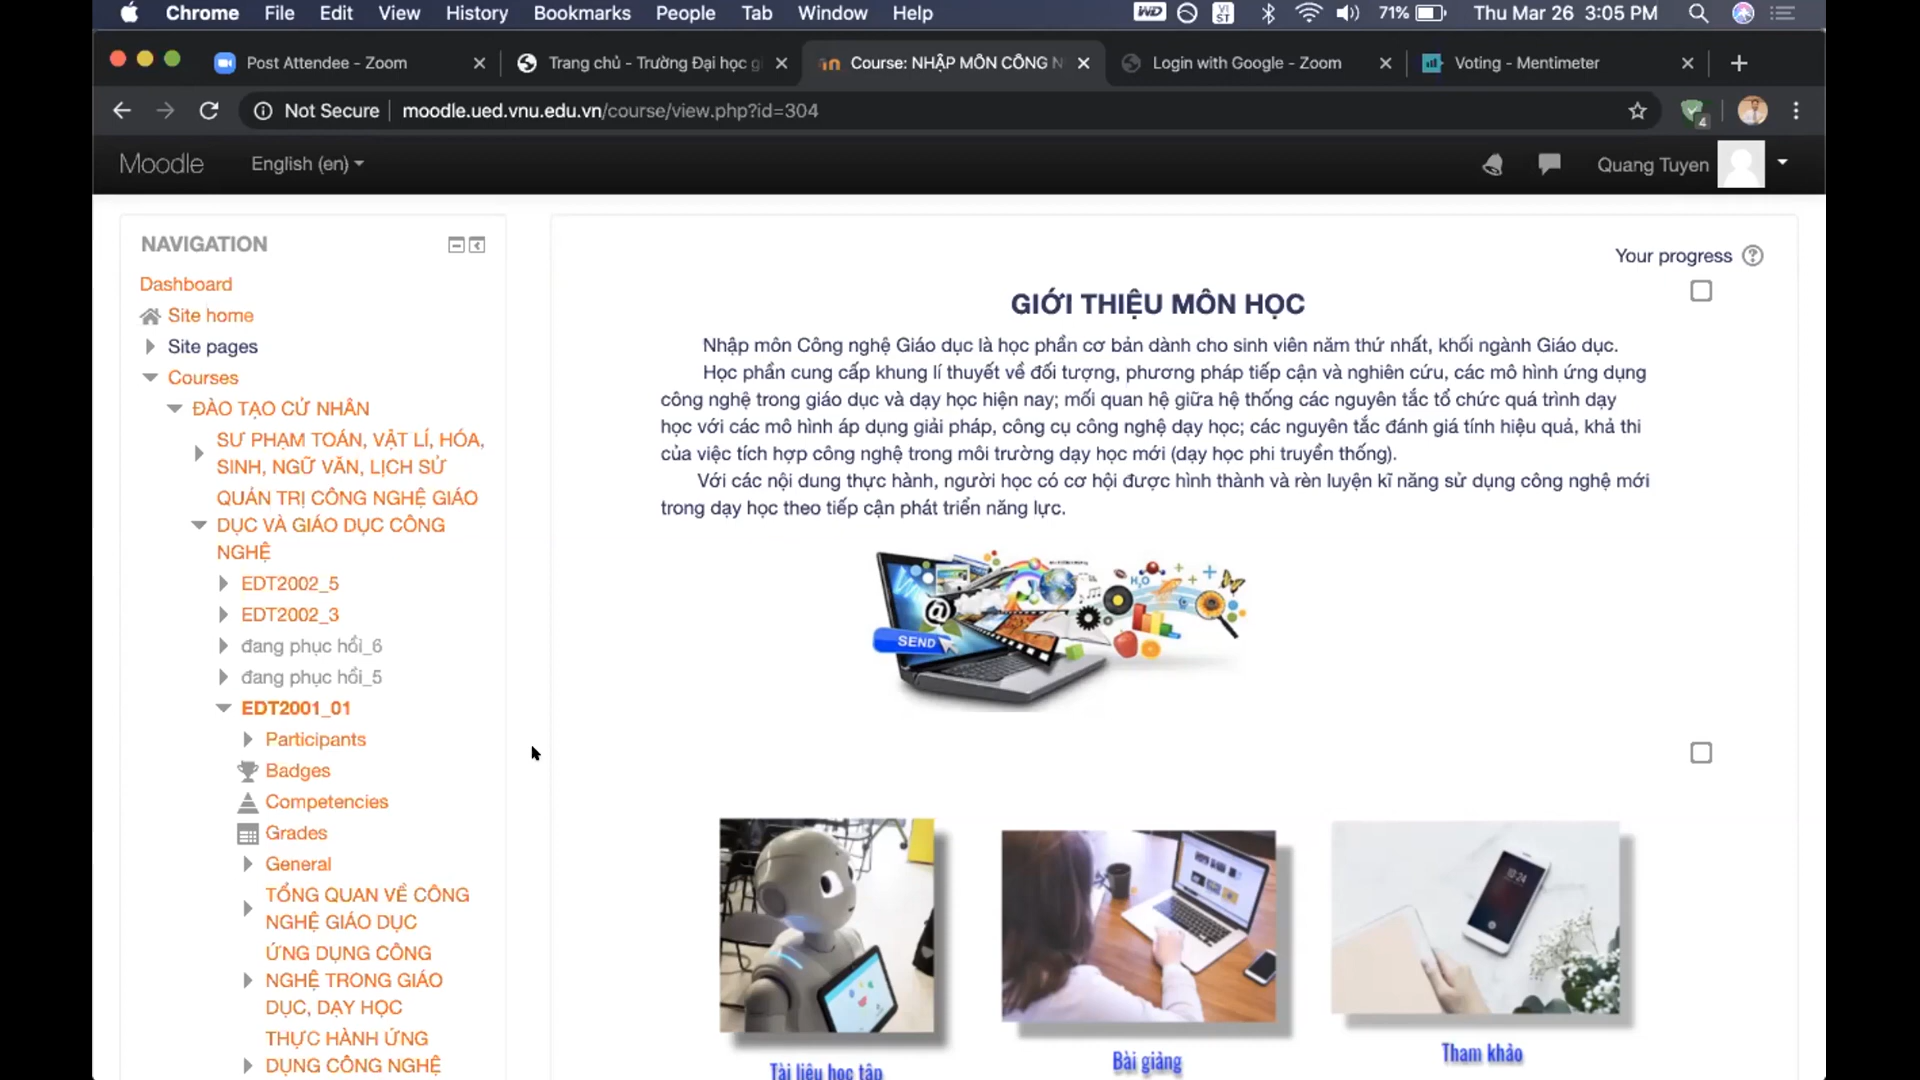 Chrome File Edit View History Bookmarks People Tab Window Help
WD VI ST 71% Thu Mar 26 3:05 PM
Post Attendee - Zoom
Trang chủ - Trường Đại học g
Course: NHẬP MÔN CÔNG N
Login with Google - Zoom
Voting - Mentimeter
Not Secure moodle.ued.vnu.edu.vn/course/view.php?id=304
4
Moodle English (en) Quang Tuyen
NAVIGATION
Dashboard
Site home
Site pages
Courses
ĐÀO TẠO CỬ NHÂN
SƯ PHẠM TOÁN, VẬT LÍ, HÓA,
SINH, NGỮ VĂN, LỊCH SỬ
QUẢN TRỊ CÔNG NGHỆ GIÁO
DỤC VÀ GIÁO DỤC CÔNG
NGHỆ
EDT2002_5
EDT2002_3
đang phục hồi_6
đang phục hồi_5
EDT2001_01
Participants
Badges
Competencies
Grades
General
TỔNG QUAN VỀ CÔNG
NGHỆ GIÁO DỤC
ỨNG DỤNG CÔNG
NGHỆ TRONG GIÁO
DỤC, DẠY HỌC
THỰC HÀNH ỨNG
DỤNG CÔNG NGHỆ
Your progress
GIỚI THIỆU MÔN HỌC
Nhập môn Công nghệ Giáo dục là học phần cơ bản dành cho sinh viên năm thứ nhất, khối ngành Giáo dục.
Học phần cung cấp khung lí thuyết về đối tượng, phương pháp tiếp cận và nghiên cứu, các mô hình ứng dụng
công nghệ trong giáo dục và dạy học hiện nay; mối quan hệ giữa hệ thống các nguyên tắc tổ chức quá trình dạy
học với các mô hình áp dụng giải pháp, công cụ công nghệ dạy học; các nguyên tắc đánh giá tính hiệu quả, khả thi
của việc tích hợp công nghệ trong môi trường dạy học mới (dạy học phi truyền thống).
Với các nội dung thực hành, người học có cơ hội được hình thành và rèn luyện kĩ năng sử dụng công nghệ mới
trong dạy học theo tiếp cận phát triển năng lực.
@
H2O
SEND
10:24
Tài liệu học tập
Bài giảng
Tham khảo